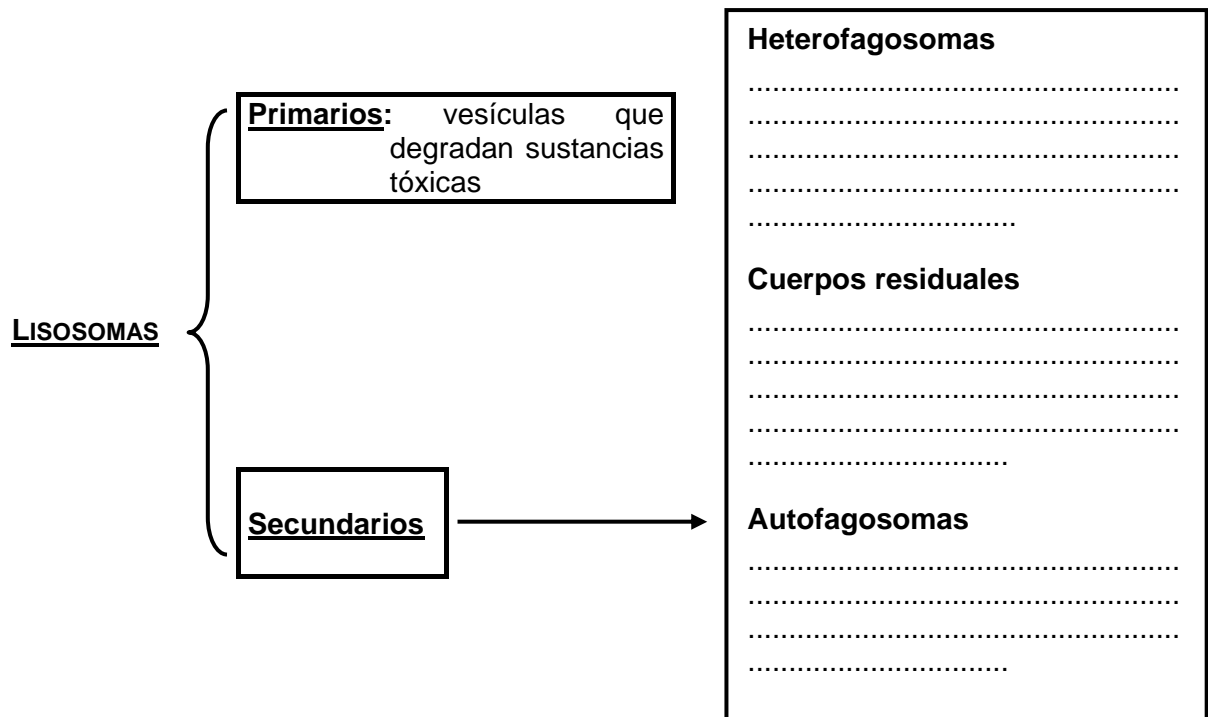 Heterofagosomas
.....................................................
.....................................................
.....................................................
.....................................................
.................................
Primarios: vesículas que
degradan sustancias
tóxicas
Cuerpos residuales
.....................................................
.....................................................
.....................................................
.....................................................
................................
LISOSOMAS
Secundarios
Autofagosomas
.....................................................
.....................................................
.....................................................
................................